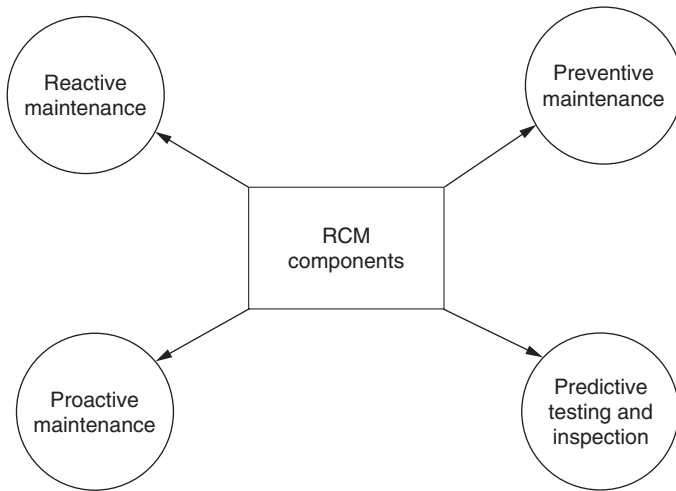 Reactive
maintenance
Preventive
maintenance
RCM
components
Proactive
maintenance
Predictive
testing and
inspection